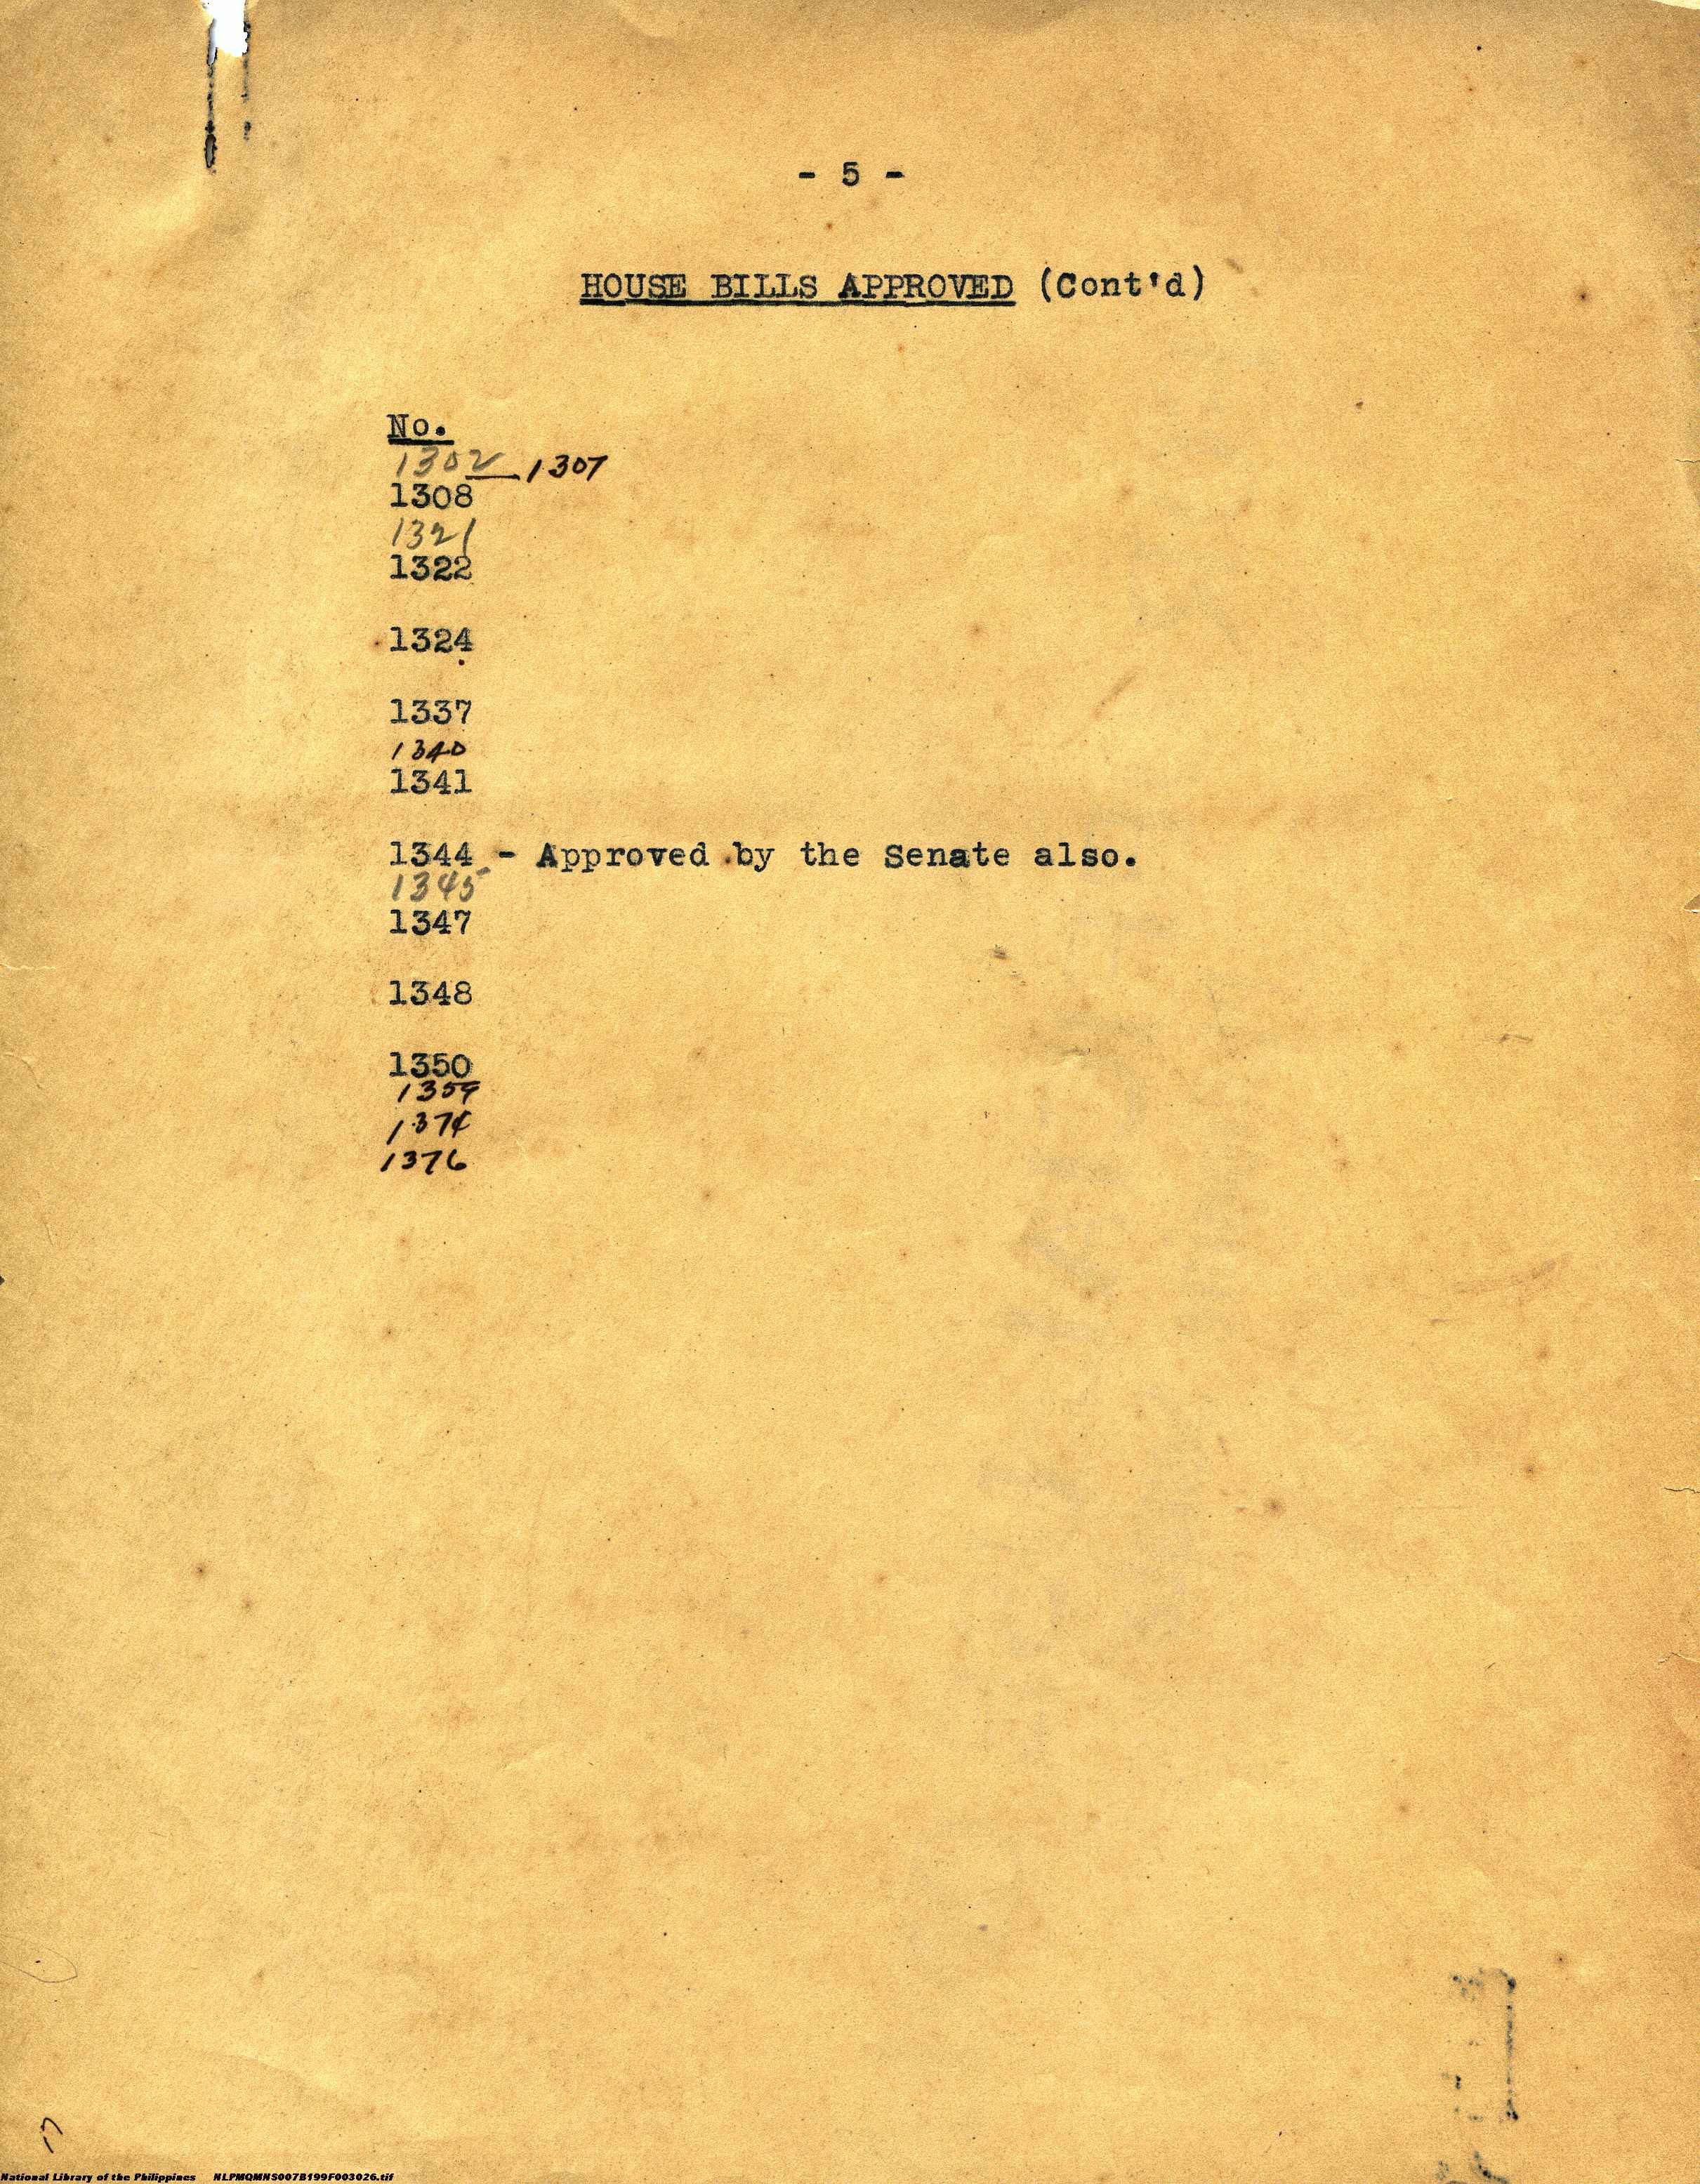 - 5 -
HOUSE BILLS APPROVED (Cont'd)
No.
1302 — 1307
1308
1321
1322
1324
1337
1340
1341
1344 - Approved by the Senate also.
1345
1347
1348
1350
1359
1374
1376
National Library of the Philippines NLPMQMNS007B199F003026.tif